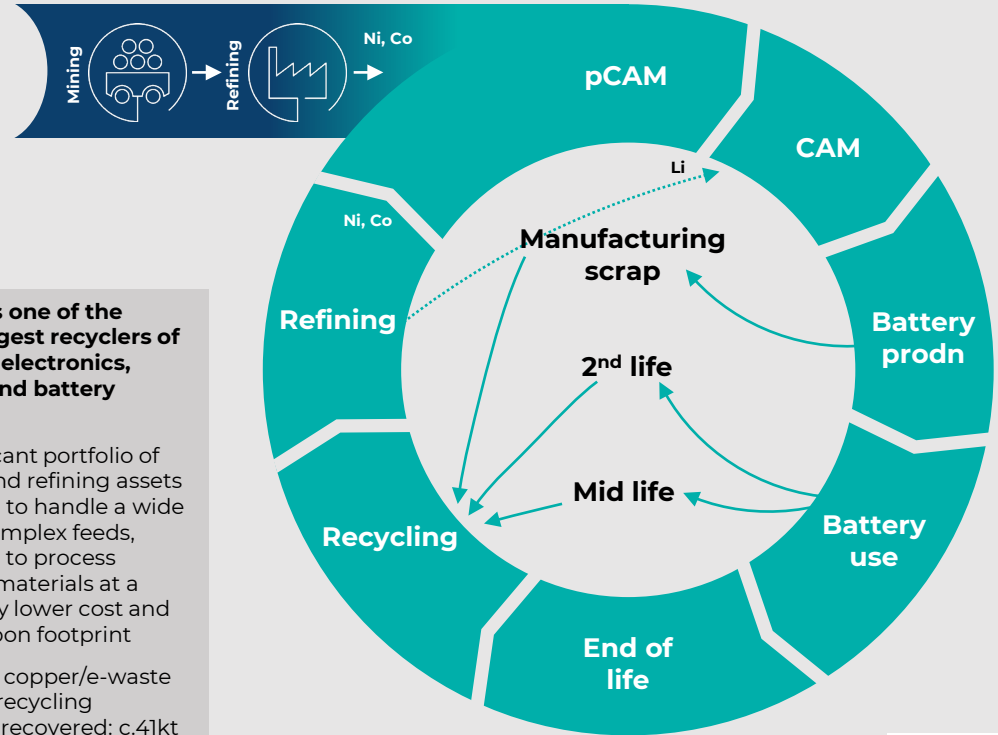 Mining
Refining
Ni, Co
pCAM
CAM
Li
Ni, Co
Manufacturing
scrap
Refining
Battery
prodn
2nd life
Mid life
Recycling
Battery
use
End of
life
s one of the
gest recyclers of
electronics,
nd battery
cant portfolio of
nd refining assets
to handle a wide
mplex feeds,
to process
materials at a
y lower cost and
bon footprint
copper/e-waste
recycling
recovered: c.41kt